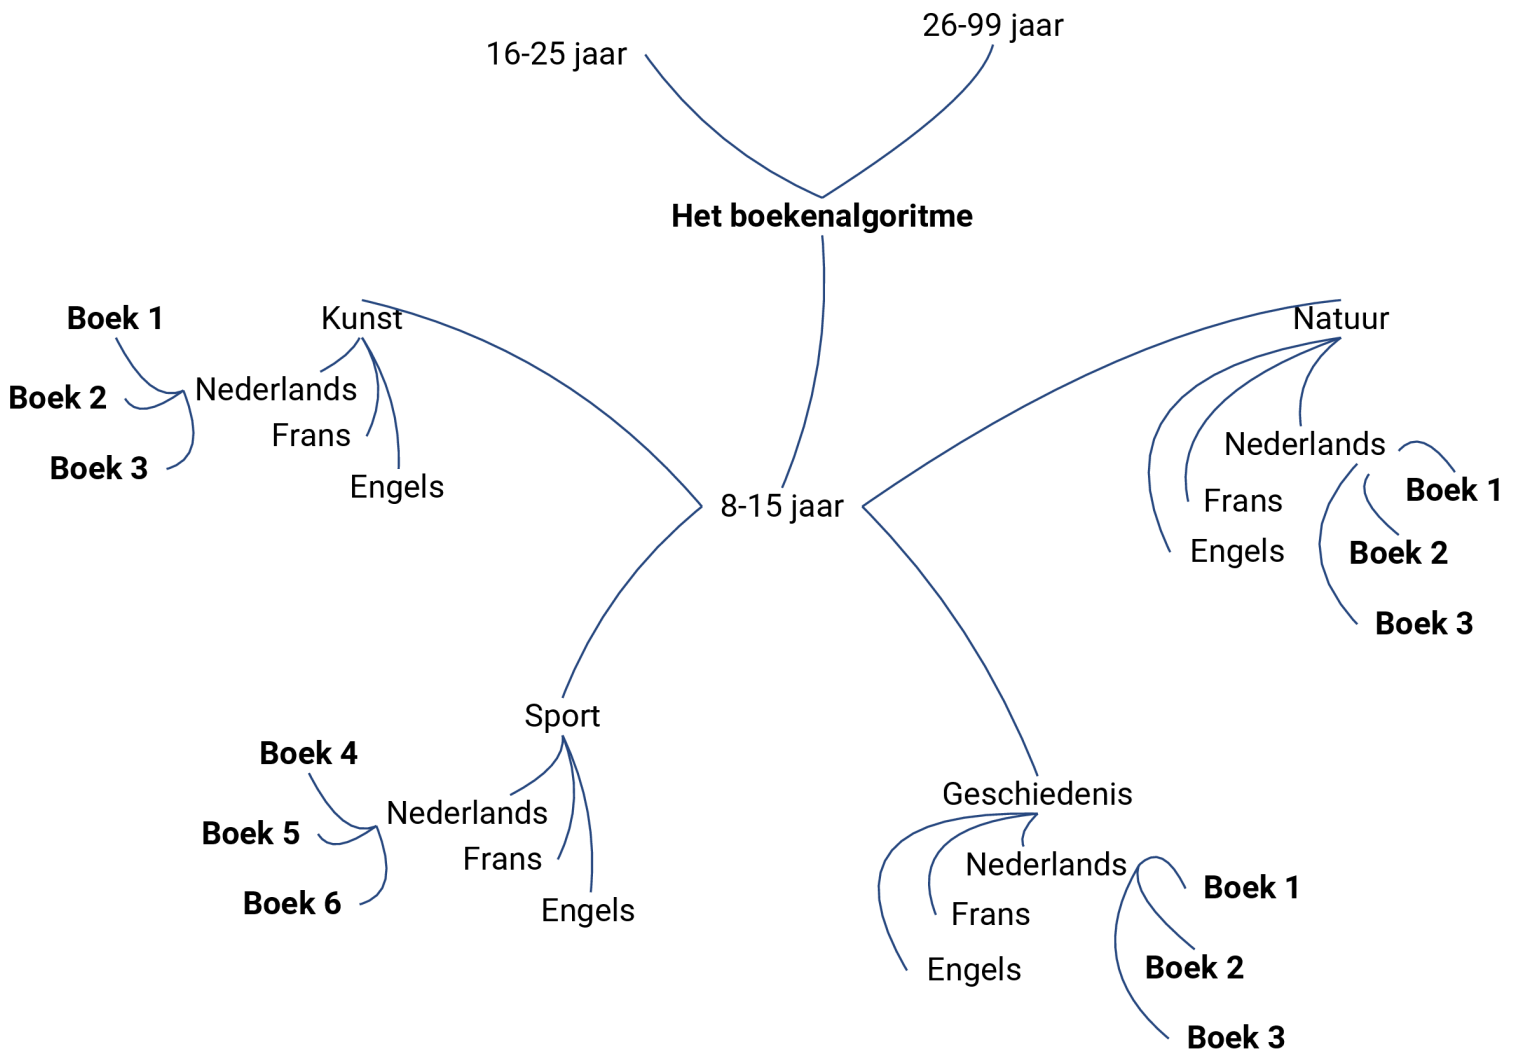 26-99 jaar
16-25 jaar
Het boekenalgoritme
Boek 1
Kunst
Natuur
Nederlands
Boek 2
Frans
Boek 3
Engels
8-15 jaar
Nederlands
Boek 1
Frans
Boek 2
Engels
Boek 3
Sport
Boek 4
Nederlands
Boek 5
Frans
Boek 6
Engels
Geschiedenis
Nederlands
Boek 1
Frans
Boek 2
Engels
Boek 3